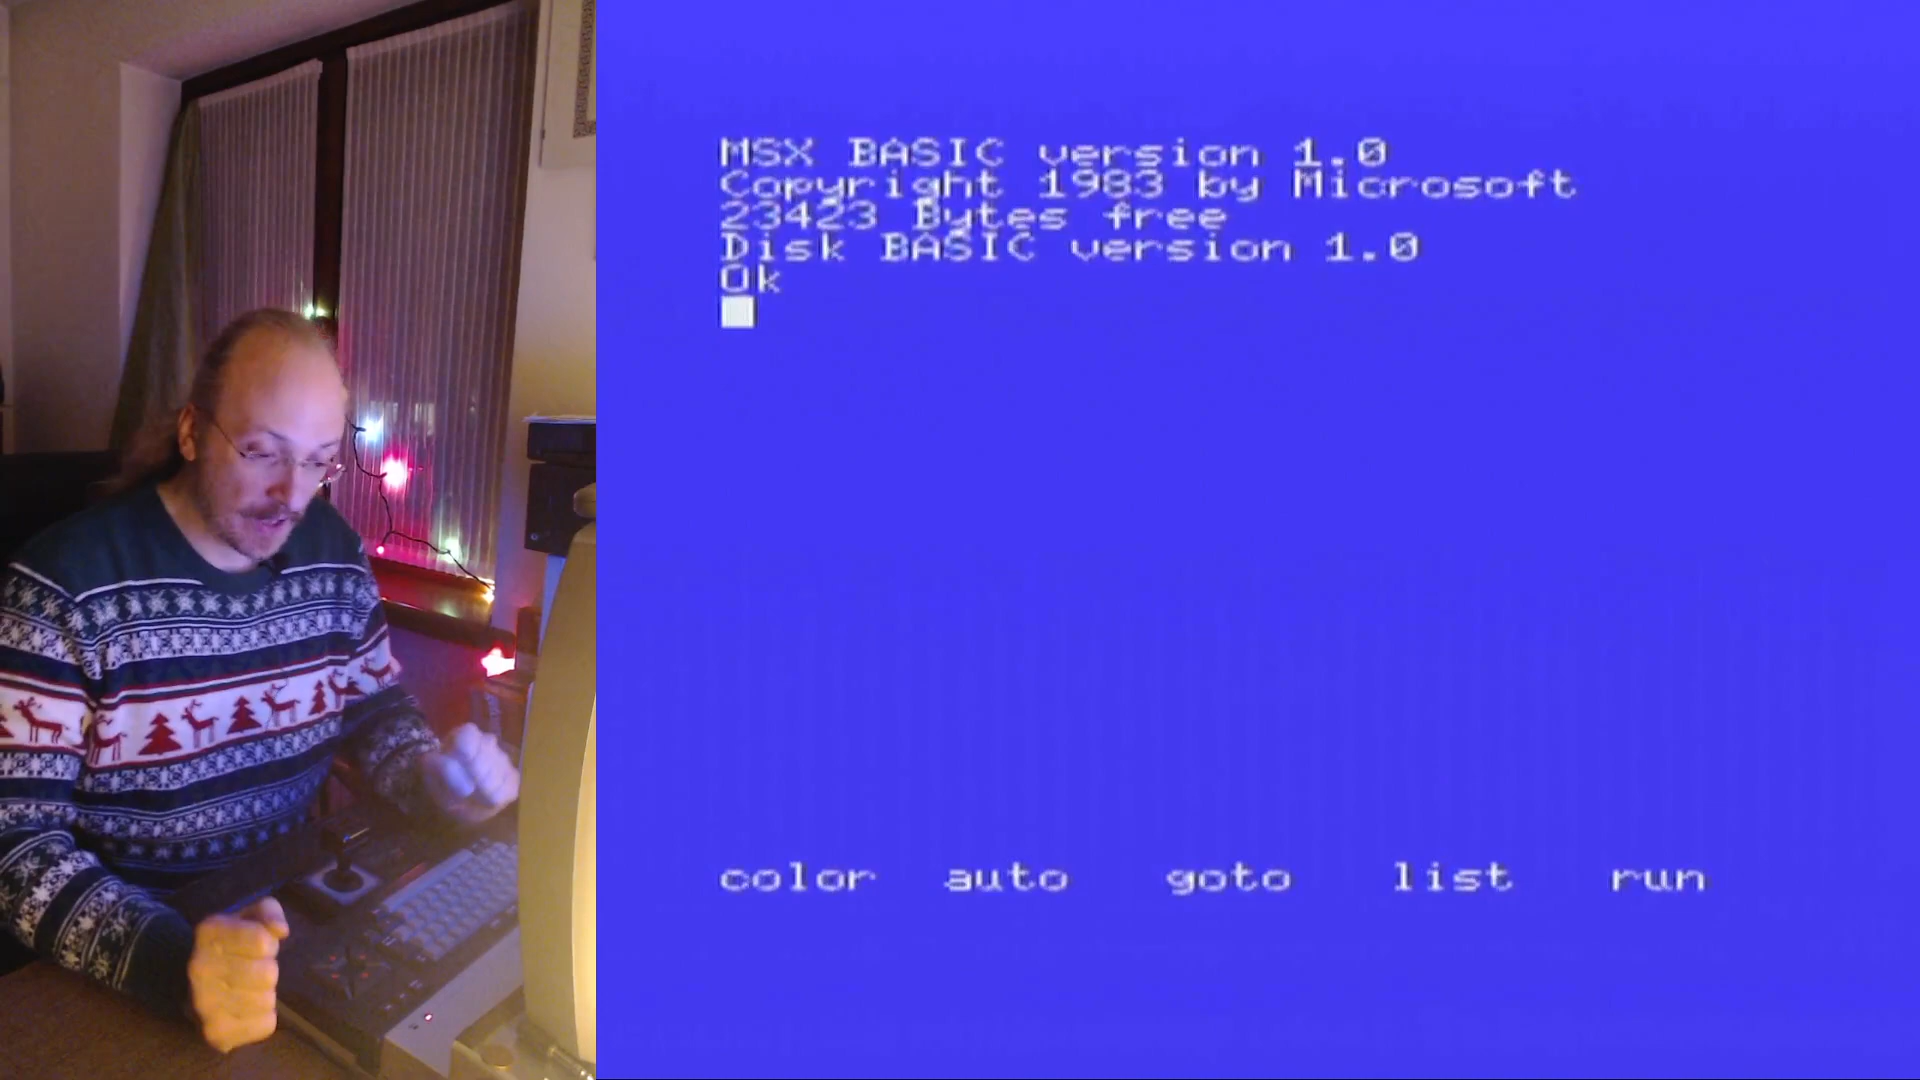 MSX BASIC version 1.0
Copyright 1983 by Microsoft
23423 Bytes free
Disk BASIC version 1.0
Ok
color auto goto list run